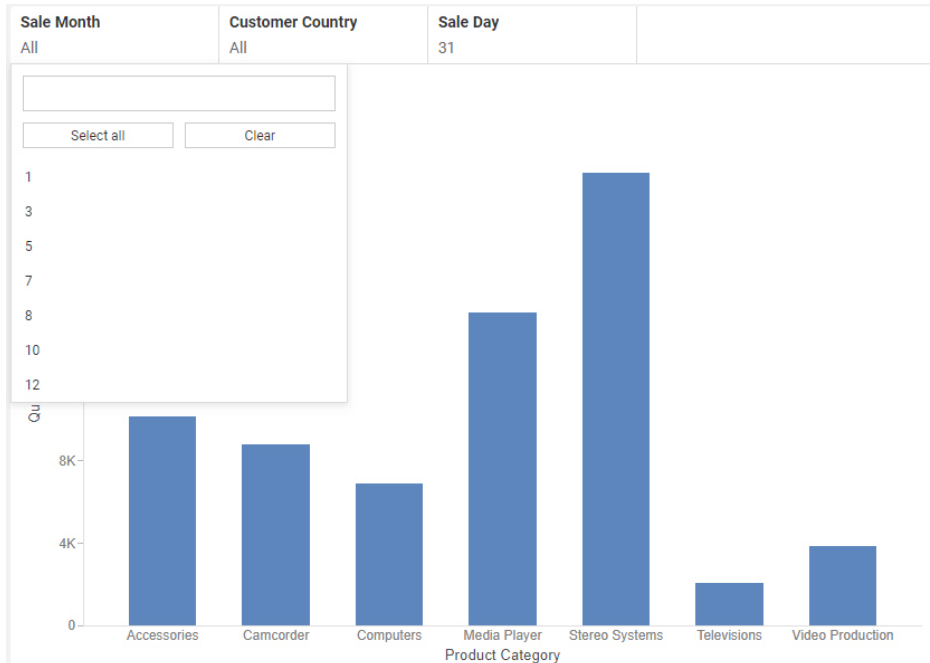 Sale Month Customer Country Sale Day
All All 31
Select all Clear
1
3
5
7
8
10
12
Qu
8K
4K
0
Accessories Camcorder Computers Media Player Stereo Systems Televisions Video Production
Product Category